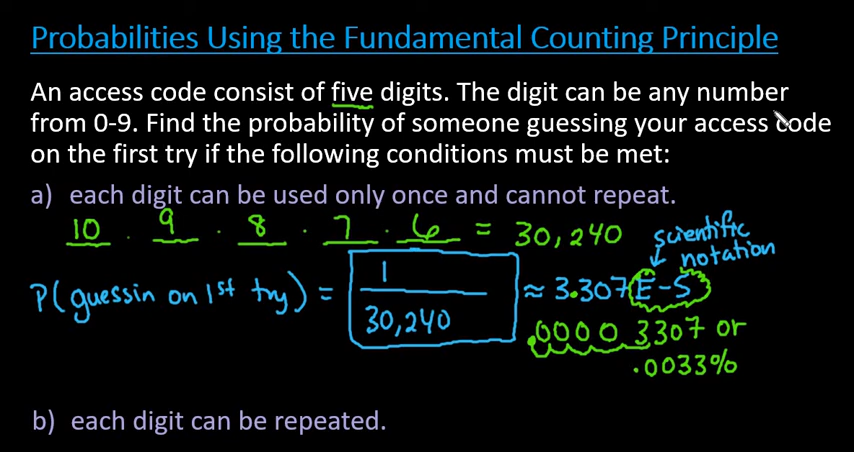 Probabilities Using the Fundamental Counting Principle
An access code consist of five digits. The digit can be any number
from 0-9. Find the probability of someone guessing your access code
on the first try if the following conditions must be met:
a) each digit can be used only once and cannot repeat.
10 · 9 · 8 · 7 · 6 = 30,240
scientific
notation
P(guessin on 1st try) = 1/30,240 ≈ 3.307E-5
.00003307 or
.0033%
b) each digit can be repeated.